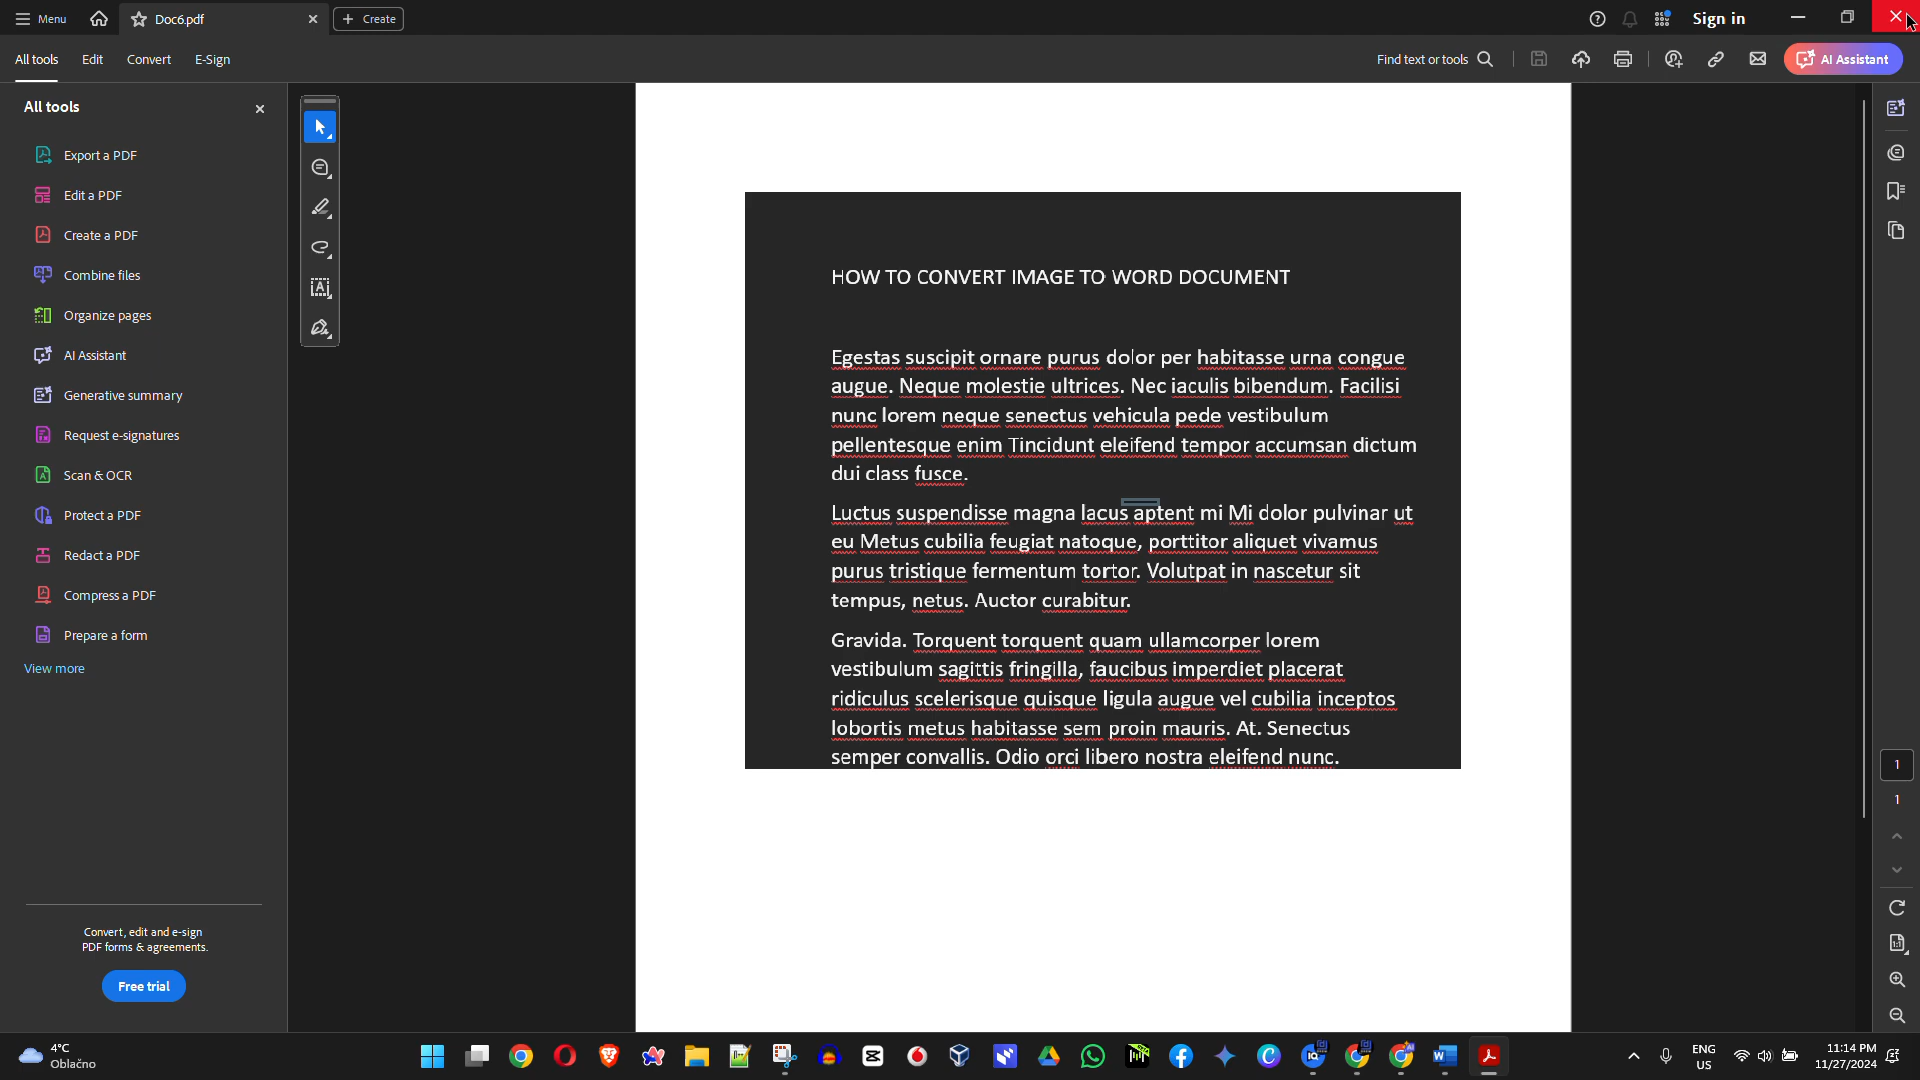 Menu
Doc6.pdf
Create
Sign in
All tools
Edit
Convert
E-Sign
Find text or tools
AI Assistant
All tools
Export a PDF
Edit a PDF
Create a PDF
Combine files
Organize pages
AI Assistant
Generative summary
Request e-signatures
Scan & OCR
Protect a PDF
Redact a PDF
Compress a PDF
Prepare a form
View more
Convert, edit and e-sign
PDF forms & agreements.
Free trial
HOW TO CONVERT IMAGE TO WORD DOCUMENT
Egestas suscipit ornare purus dolor per habitasse urna congue
augue. Neque molestie ultrices. Nec iaculis bibendum. Facilisi
nunc lorem neque senectus vehicula pede vestibulum
pellentesque enim Tincidunt eleifend tempor accumsan dictum
dui class fusce.
Luctus suspendisse magna lacus aptent mi Mi dolor pulvinar ut
eu Metus cubilia feugiat natoque, porttitor aliquet vivamus
purus tristique fermentum tortor. Volutpat in nascetur sit
tempus, netus. Auctor curabitur.
Gravida. Torquent torquent quam ullamcorper lorem
vestibulum sagittis fringilla, faucibus imperdiet placerat
ridiculus scelerisque quisque ligula augue vel cubilia inceptos
lobortis metus habitasse sem proin mauris. At. Senectus
semper convallis. Odio orci libero nostra eleifend nunc.
1
1
4°C
Oblačno
ENG
US
11:14 PM
11/27/2024